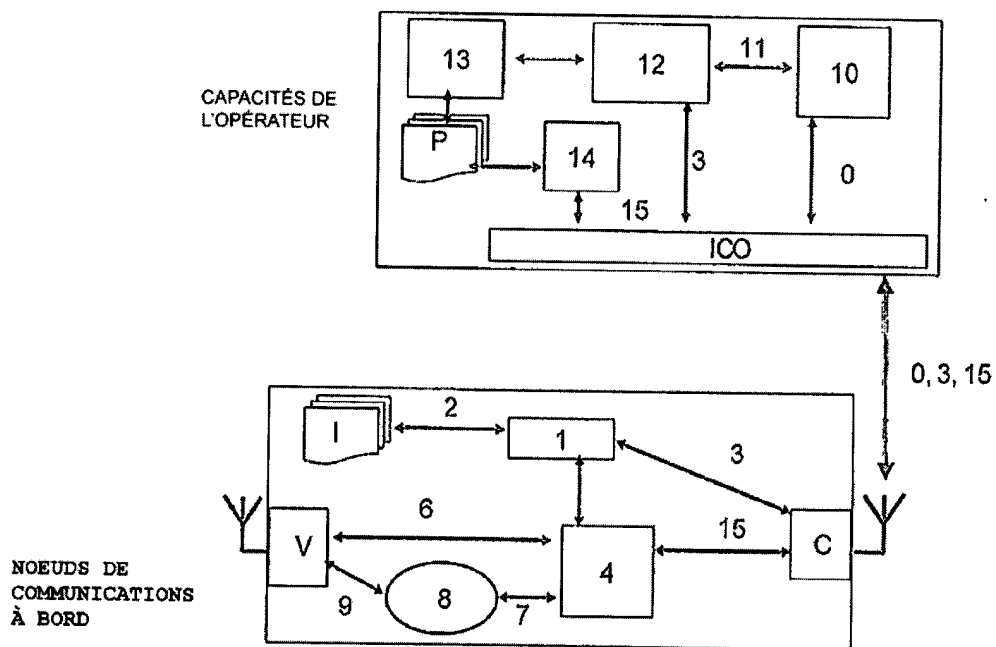 13
12
11
10
CAPACITÉS DE
L'OPÉRATEUR
P
14
3
0
15
ICO
0, 3, 15
I
2
1
3
V
6
4
15
C
9
8
7
NOEUDS DE
COMMUNICATIONS
À BORD